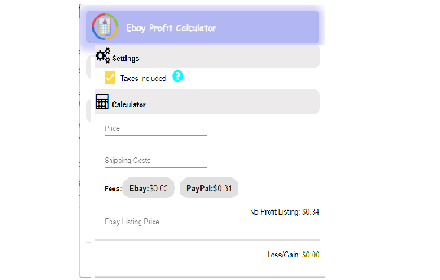 Ebay Profit Calculator
Settings
Taxes Included ?
Calculator
Price
Shipping Costs
Fees: Ebay:$0.03 PayPal:$0.31
No Profit Listing: $0.34
Ebay Listing Price
Loss/Gain: $0.00